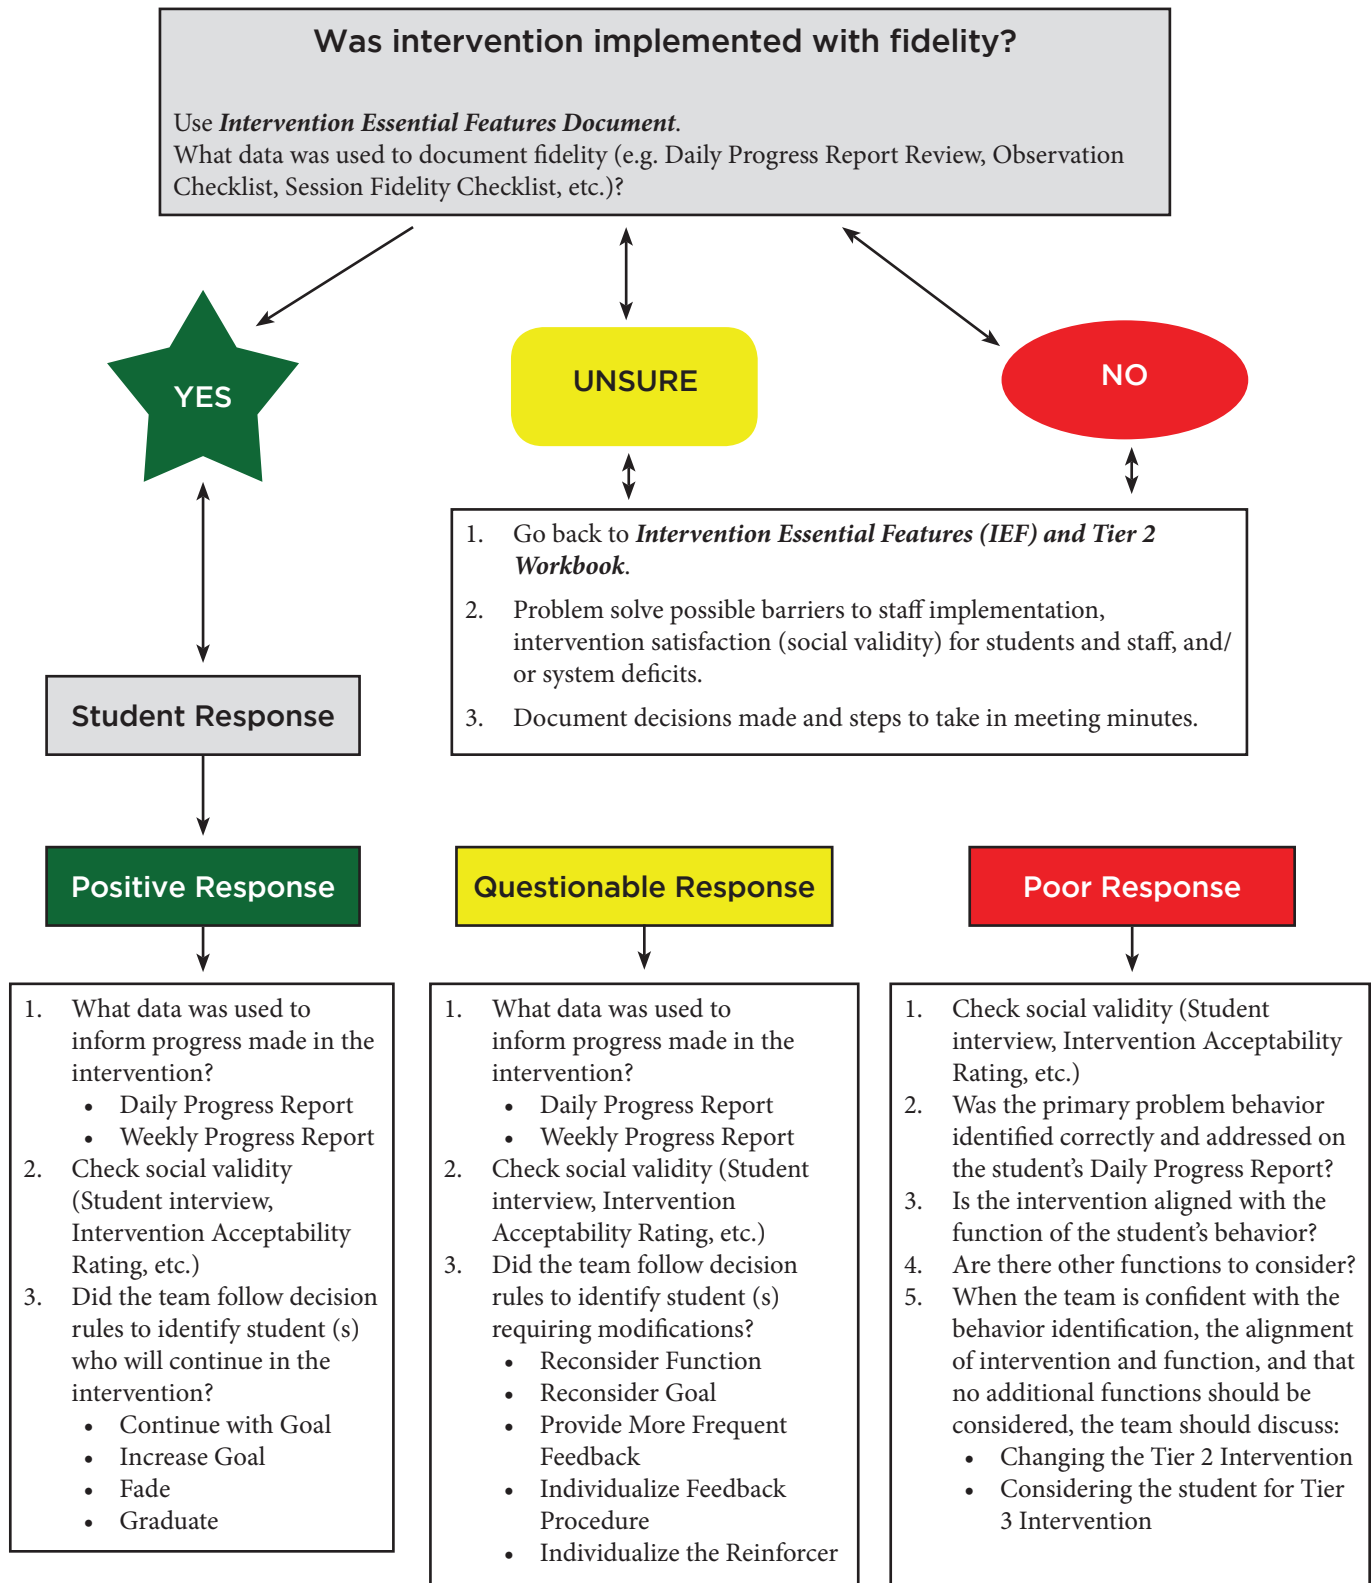 Was intervention implemented with fidelity?
Use Intervention Essential Features Document.
What data was used to document fidelity (e.g. Daily Progress Report Review, Observation
Checklist, Session Fidelity Checklist, etc.)?
YES
UNSURE
NO
1. Go back to Intervention Essential Features (IEF) and Tier 2
Workbook.
2. Problem solve possible barriers to staff implementation,
intervention satisfaction (social validity) for students and staff, and/
or system deficits.
3. Document decisions made and steps to take in meeting minutes.
Student Response
Positive Response
Questionable Response
Poor Response
1. What data was used to
inform progress made in the
intervention?
• Daily Progress Report
• Weekly Progress Report
2. Check social validity
(Student interview,
Intervention Acceptability
Rating, etc.)
3. Did the team follow decision
rules to identify student (s)
who will continue in the
intervention?
• Continue with Goal
• Increase Goal
• Fade
• Graduate
1. What data was used to
inform progress made in the
intervention?
• Daily Progress Report
• Weekly Progress Report
2. Check social validity (Student
interview, Intervention
Acceptability Rating, etc.)
3. Did the team follow decision
rules to identify student (s)
requiring modifications?
• Reconsider Function
• Reconsider Goal
• Provide More Frequent
Feedback
• Individualize Feedback
Procedure
• Individualize the Reinforcer
1. Check social validity (Student
interview, Intervention Acceptability
Rating, etc.)
2. Was the primary problem behavior
identified correctly and addressed on
the student's Daily Progress Report?
3. Is the intervention aligned with the
function of the student's behavior?
4. Are there other functions to consider?
5. When the team is confident with the
behavior identification, the alignment
of intervention and function, and that
no additional functions should be
considered, the team should discuss:
• Changing the Tier 2 Intervention
• Considering the student for Tier
3 Intervention